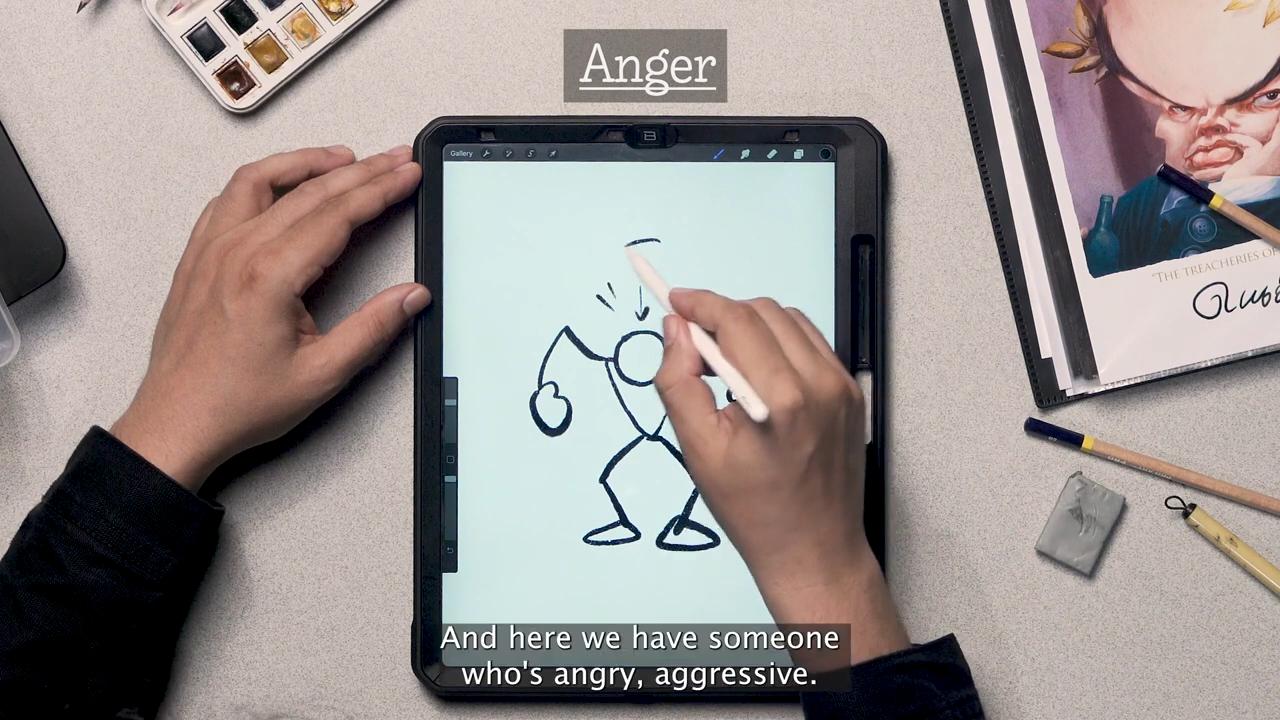 Anger
Gallery
"THE TREACHERIES OF
And here we have someone
who's angry, aggressive.